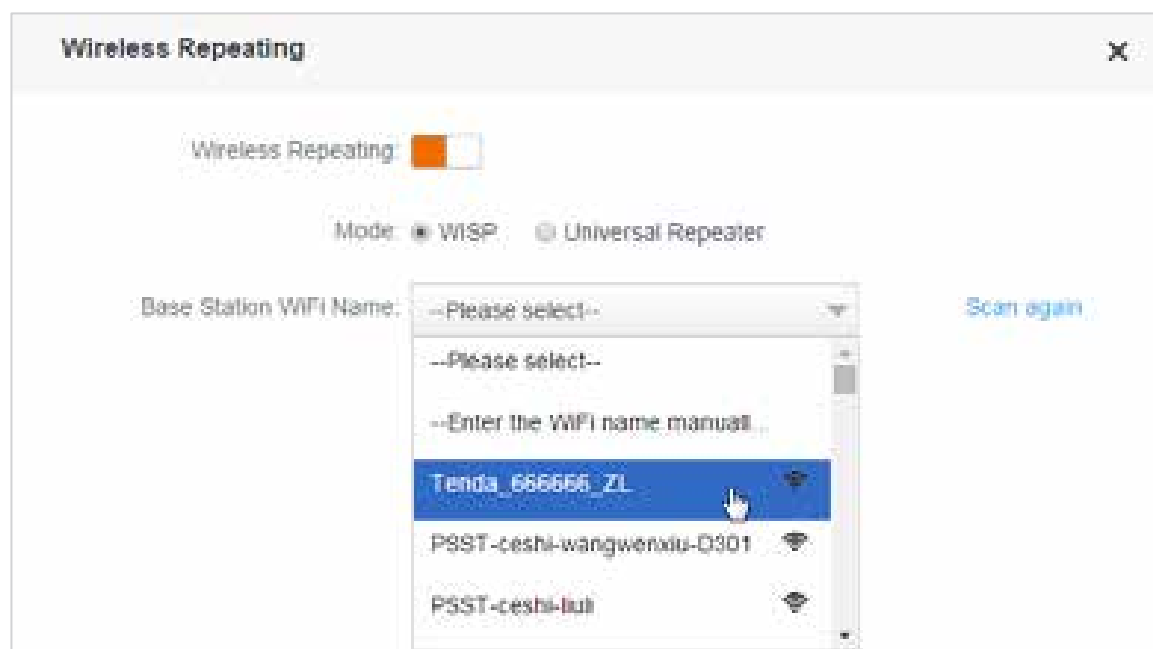 Wireless Repeating
Wireless Repeating:
Mode: WISP Universal Repeater
Base Station WiFi Name: --Please select-- Scan again
--Please select--
--Enter the WiFi name manuall...
Tenda_666666_ZL
PSST-ceshi-wangwenxiu-D301
PSST-ceshi-liuli